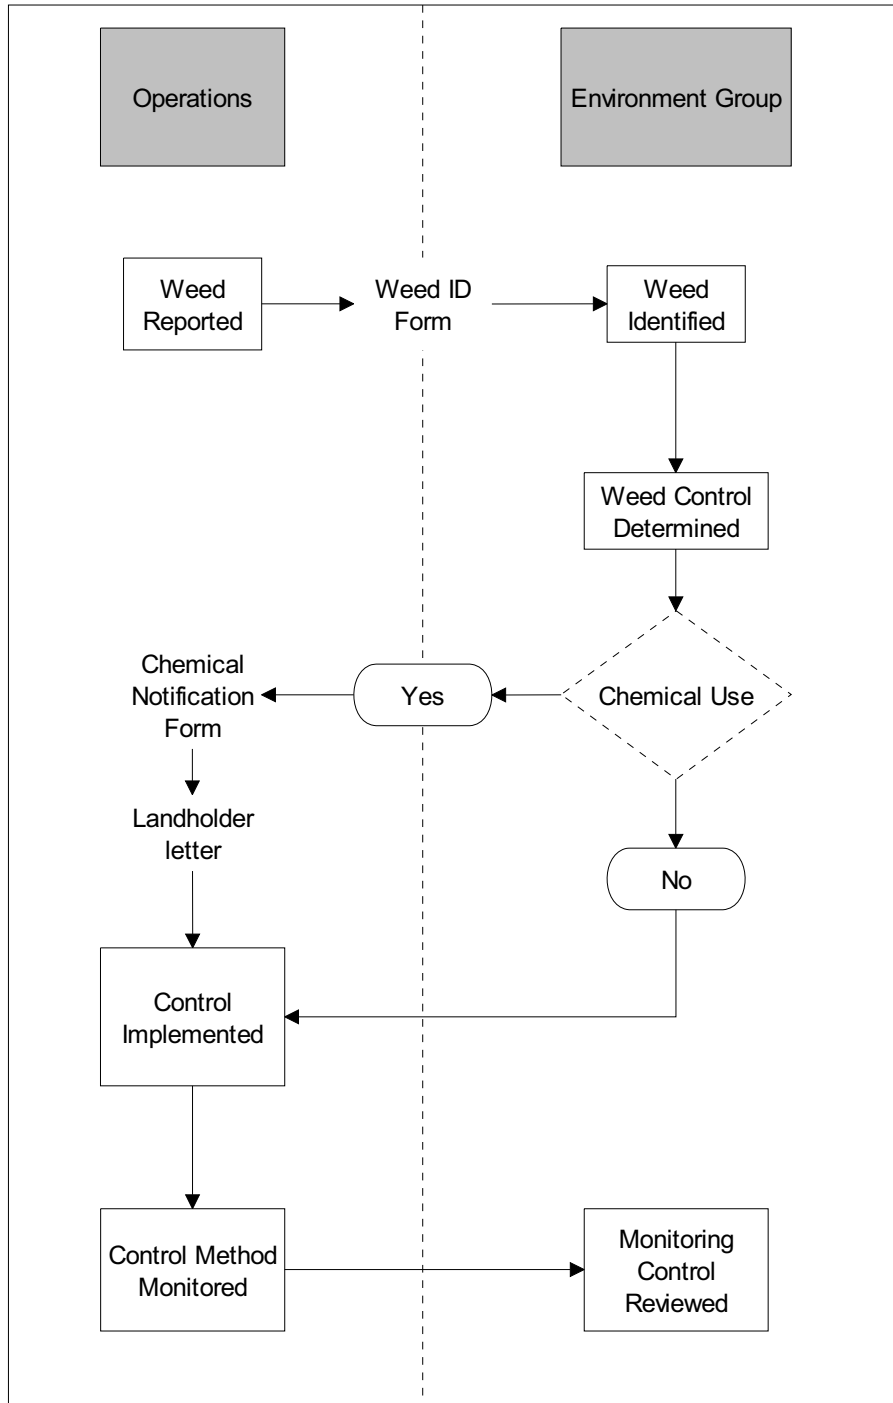 Operations
Environment Group
Weed
Reported
Weed ID
Form
Weed
Identified
Weed Control
Determined
Chemical Use
Yes
Chemical
Notification
Form
Landholder
letter
No
Control
Implemented
Control Method
Monitored
Monitoring
Control
Reviewed